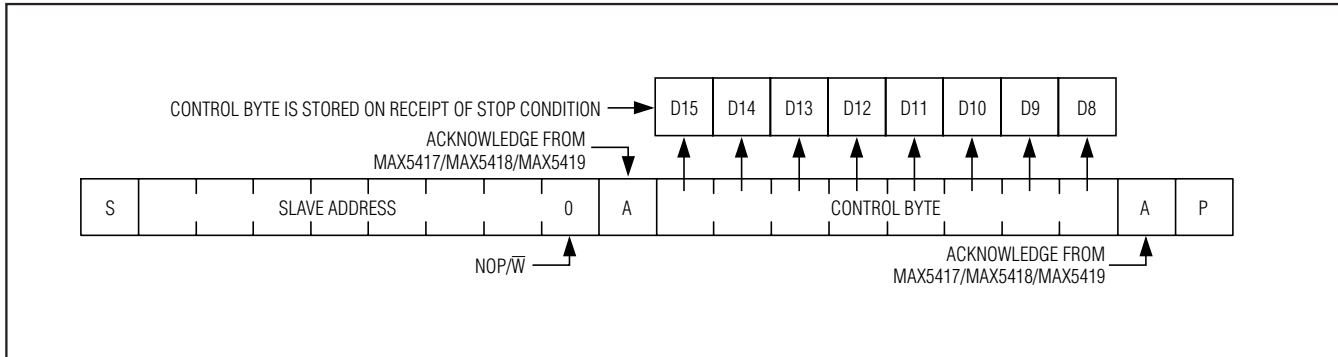 CONTROL BYTE IS STORED ON RECEIPT OF STOP CONDITION
D15 D14 D13 D12 D11 D10 D9 D8
ACKNOWLEDGE FROM
MAX5417/MAX5418/MAX5419
S SLAVE ADDRESS 0 A CONTROL BYTE A P
NOP/W̅
ACKNOWLEDGE FROM
MAX5417/MAX5418/MAX5419